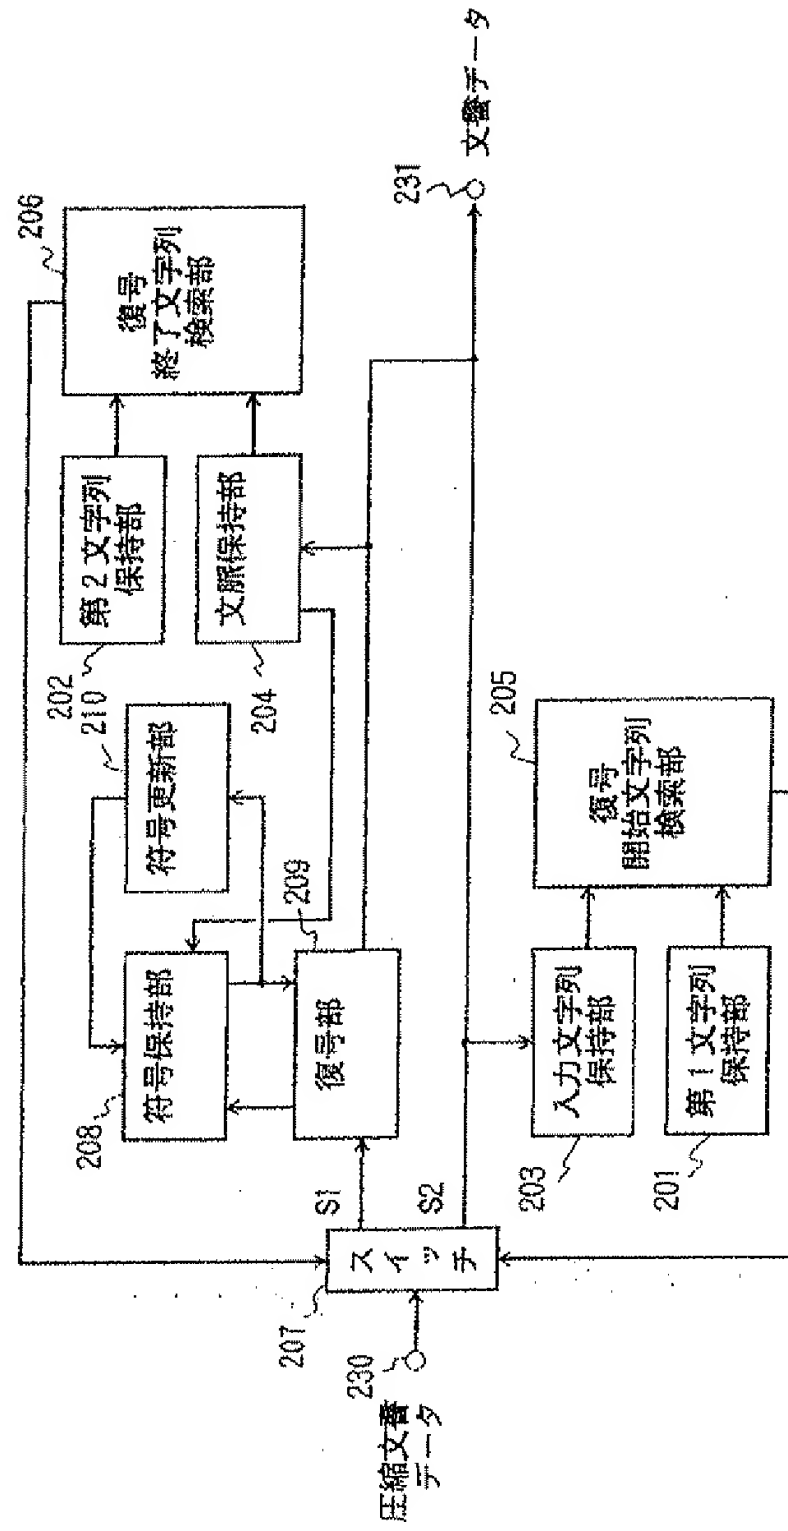 圧縮文書
データ
230
207
スイッチ
S1
S2
208
符号保持部
209
復号部
210
符号更新部
202
第2文字列
保持部
204
文脈保持部
206
復号
終了文字列
検索部
203
入力文字列
保持部
201
第1文字列
保持部
205
復号
開始文字列
検索部
231
文書データ